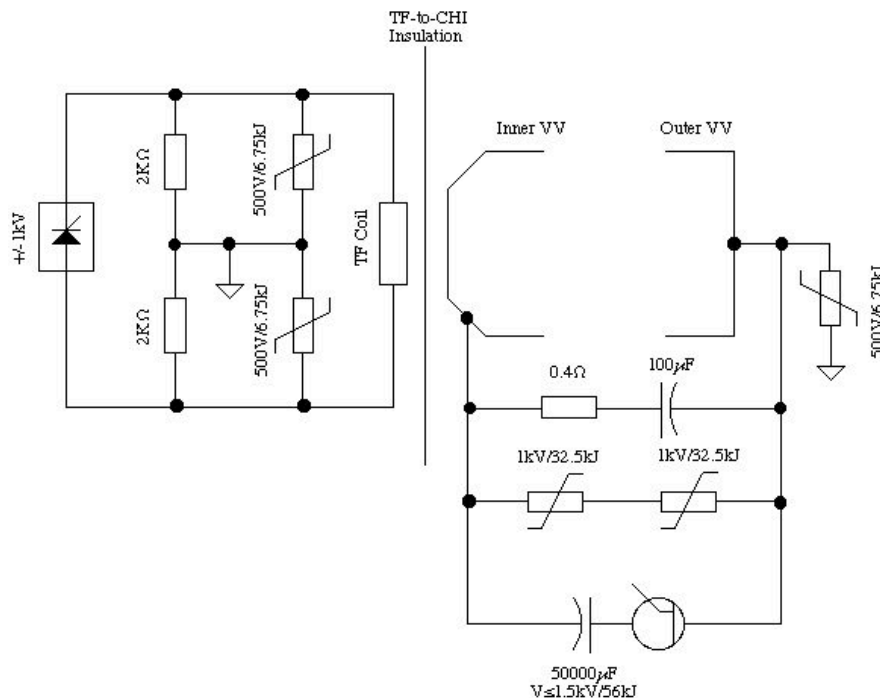 TF-to-CHI
Insulation
+/- 1kV
2KΩ
500V/6.75kJ
2KΩ
500V/6.75kJ
TF Coil
Inner VV
Outer VV
500V/6.75kJ
0.4Ω
100μF
1kV/32.5kJ
1kV/32.5kJ
50000μF
V≤1.5kV/56kJ